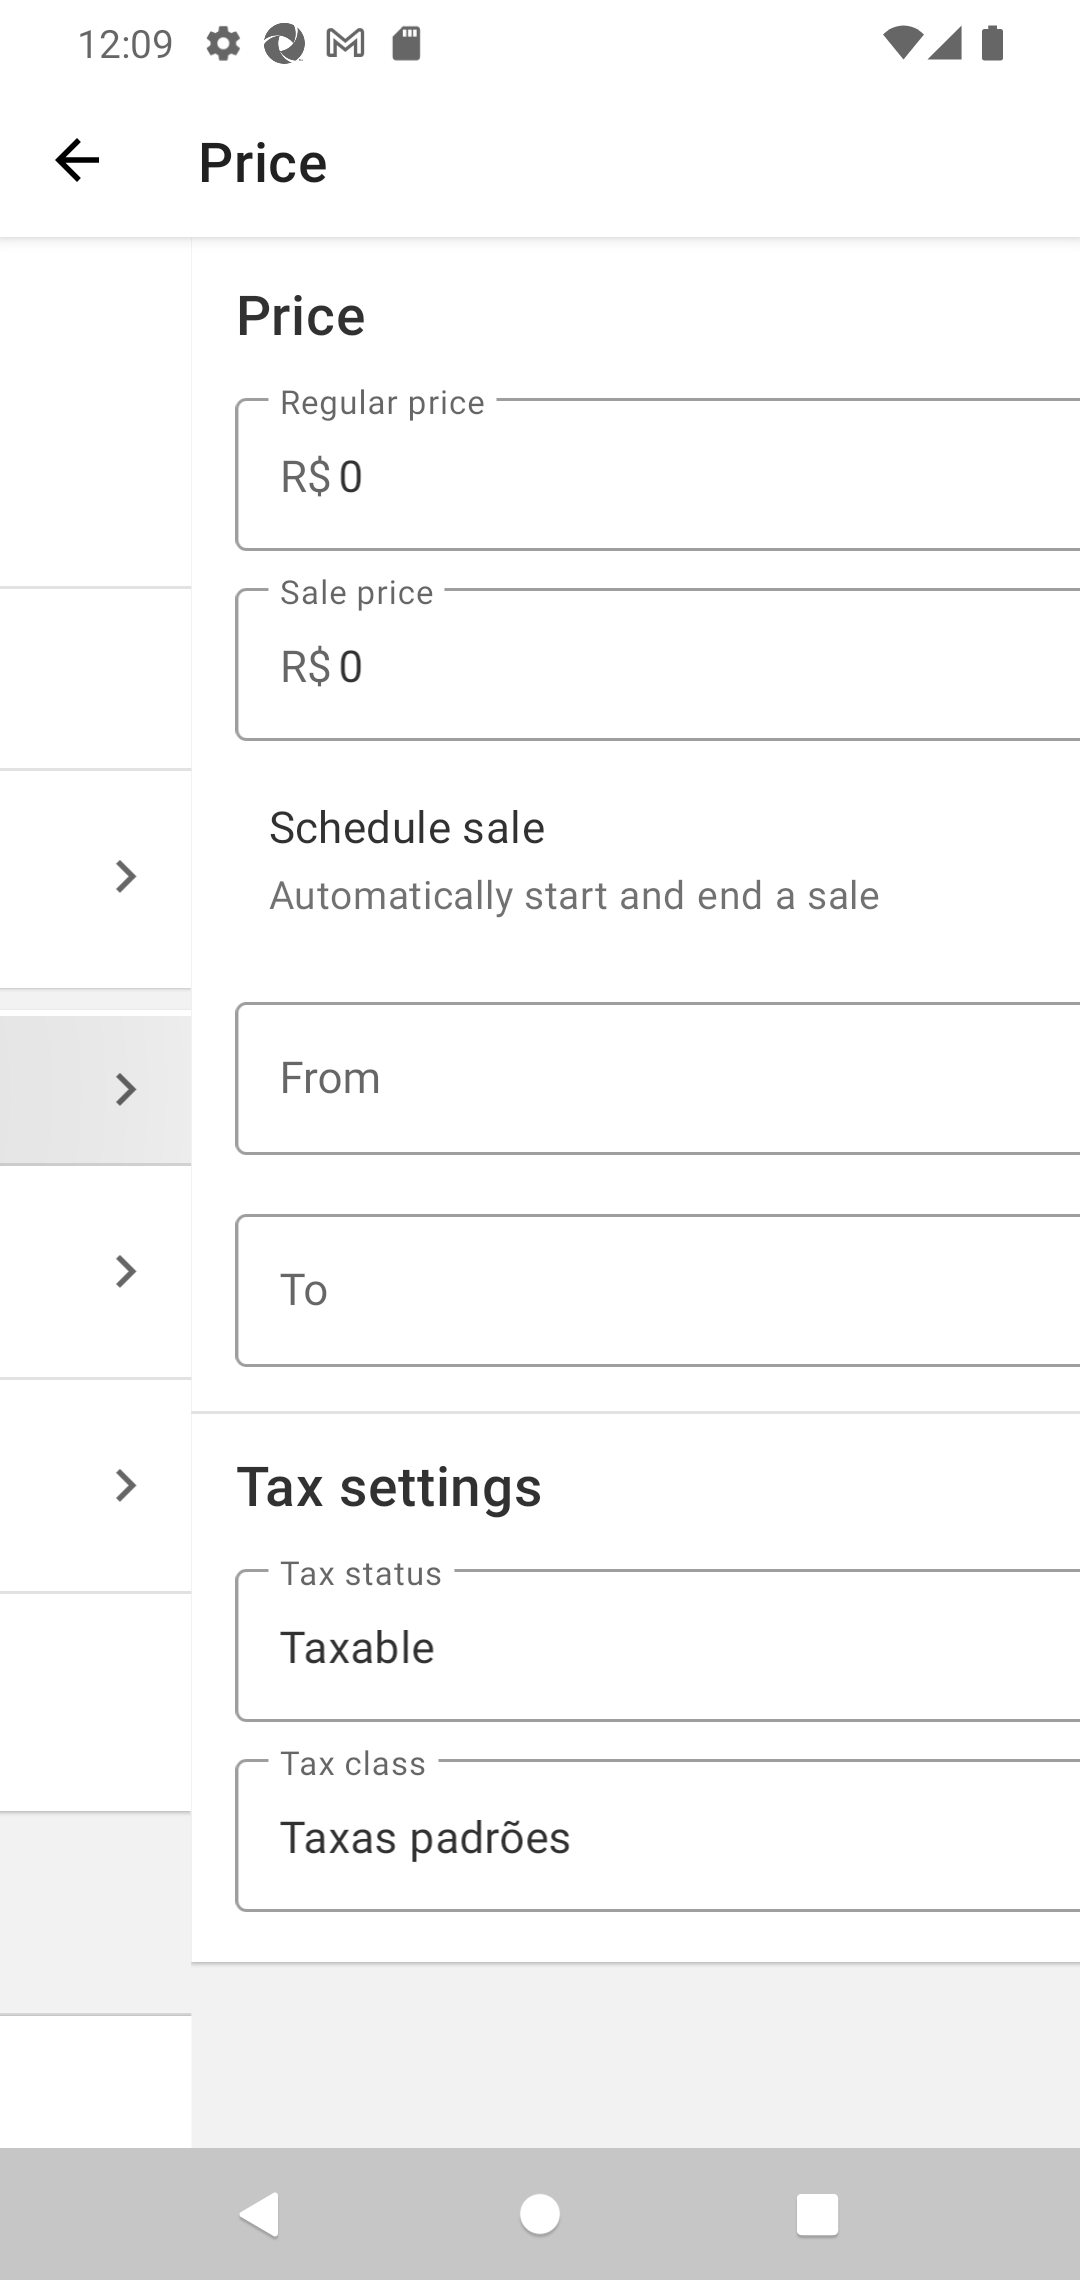 12:09
Price
Price
Regular price
R$ 0
Sale price
R$ 0
Schedule sale
Automatically start and end a sale
From
To
Tax settings
Tax status
Taxable
Tax class
Taxas padrões